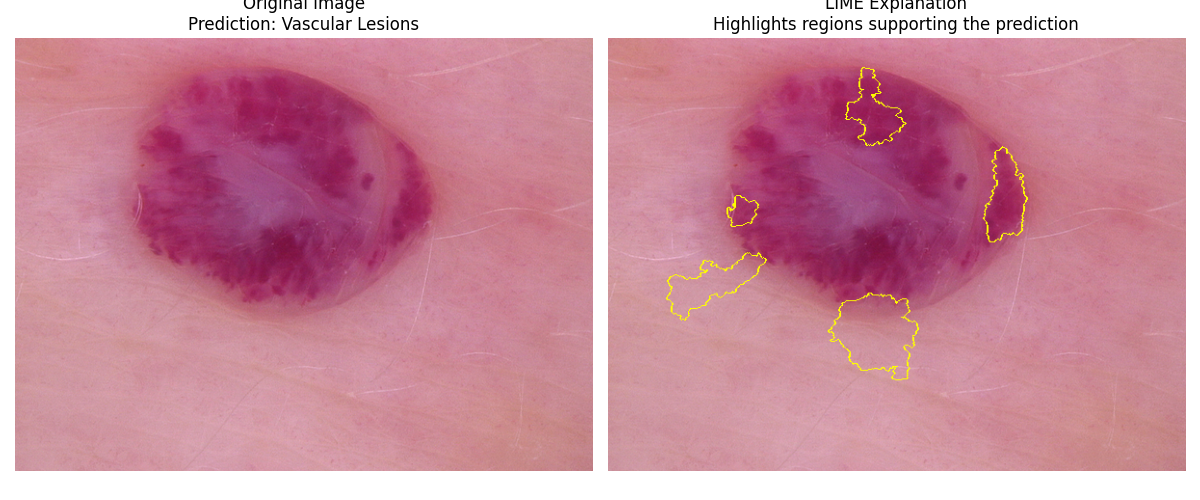 Original Image
Prediction: Vascular Lesions
LIME Explanation
Highlights regions supporting the prediction